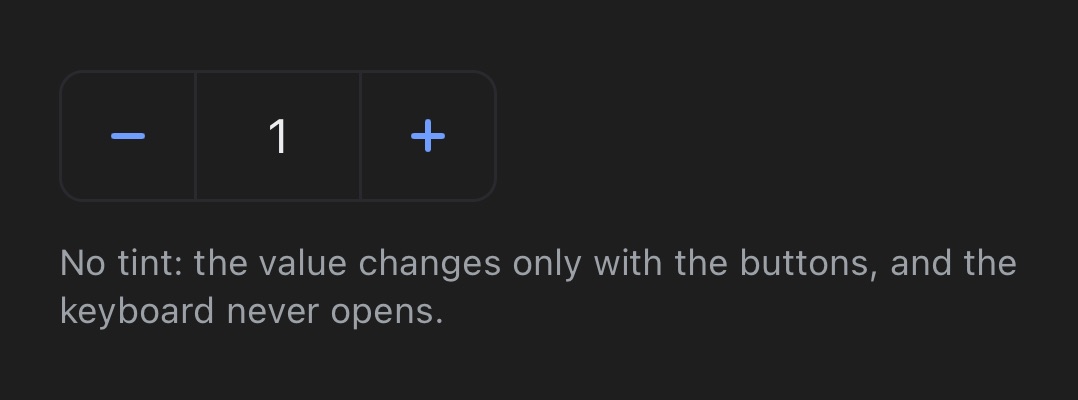 − 1 +
No tint: the value changes only with the buttons, and the
keyboard never opens.